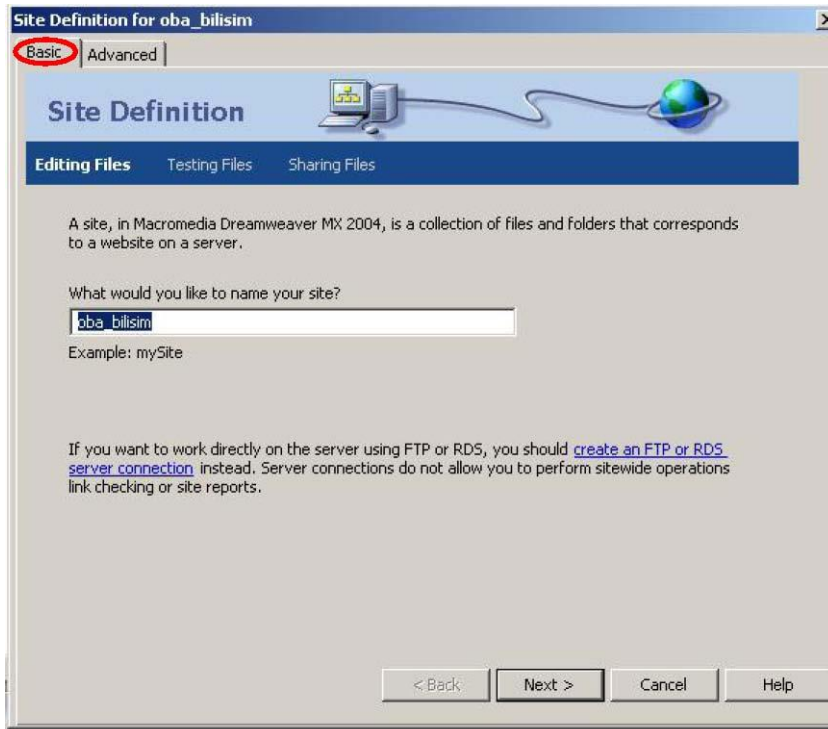 Site Definition for oba_bilisim
Basic
Advanced
Site Definition
Editing Files Testing Files Sharing Files
A site, in Macromedia Dreamweaver MX 2004, is a collection of files and folders that corresponds
to a website on a server.
What would you like to name your site?
oba_bilisim
Example: mySite
If you want to work directly on the server using FTP or RDS, you should create an FTP or RDS
server connection instead. Server connections do not allow you to perform sitewide operations
link checking or site reports.
< Back Next > Cancel Help